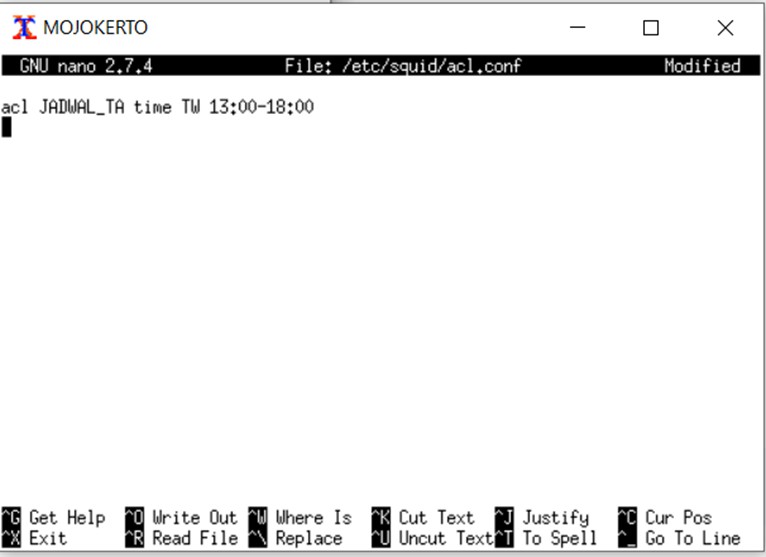 MOJOKERTO
GNU nano 2.7.4 File: /etc/squid/acl.conf Modified
acl JADWAL_TA time TW 13:00-18:00
^G Get Help ^O Write Out ^W Where Is ^K Cut Text ^J Justify ^C Cur Pos
^X Exit ^R Read File ^\ Replace ^U Uncut Text ^T To Spell ^_ Go To Line